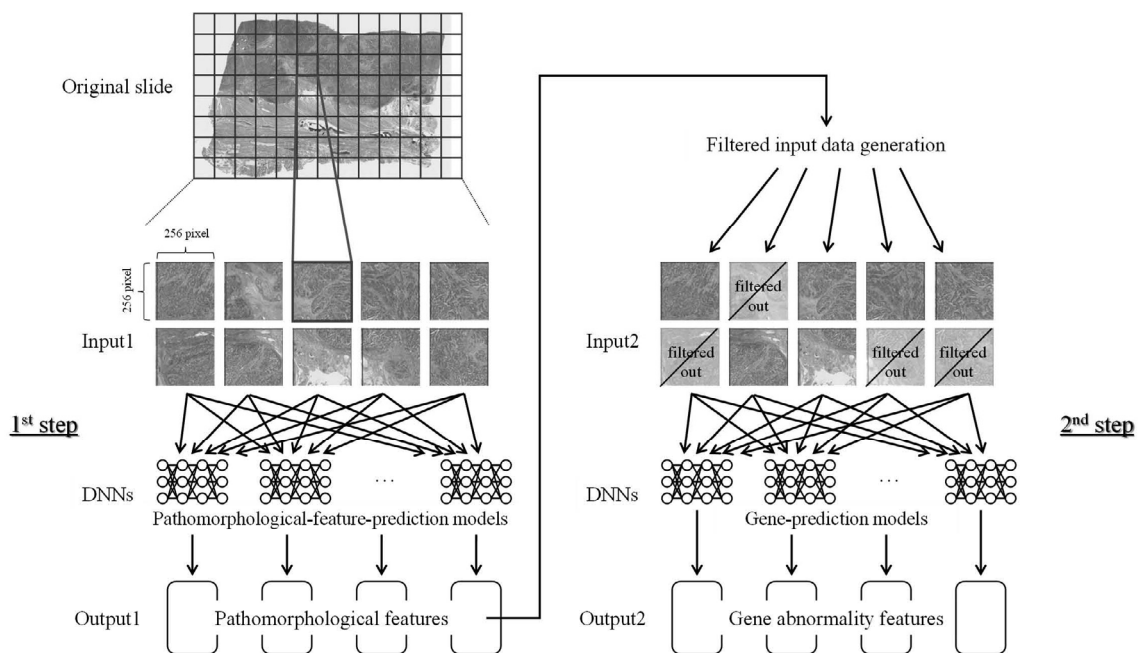 Original slide
256 pixel
256 pixel
Input1
1st step
DNNs
...
Pathomorphological-feature-prediction models
Output1
Pathomorphological features
Filtered input data generation
filtered
out
Input2
filtered
out
filtered
out
filtered
out
2nd step
DNNs
...
Gene-prediction models
Output2
Gene abnormality features